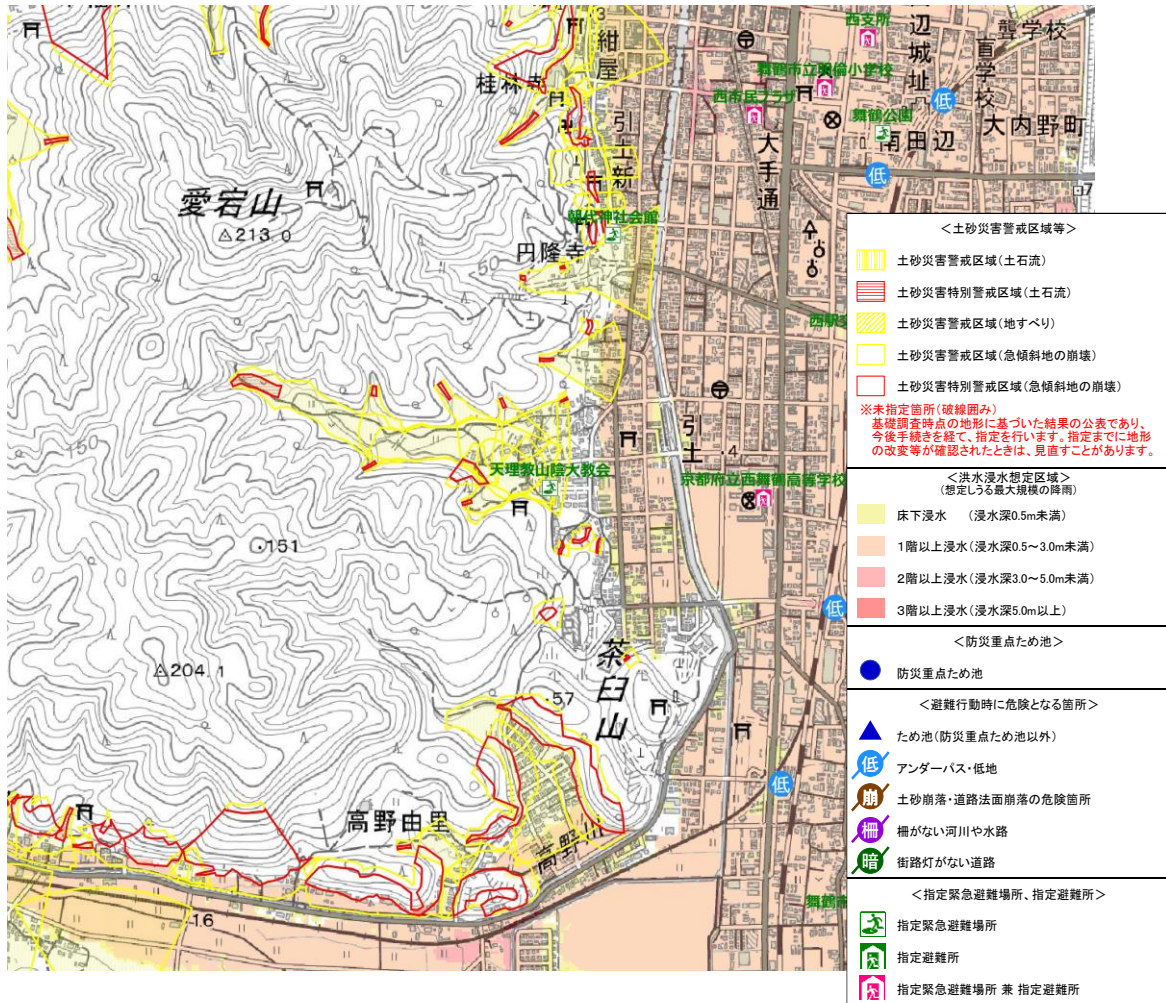 西支所
辺城址
聾学校
盲学校
3
紺屋
桂林寺
舞鶴市立明倫小学校
西市民プラザ
低
舞鶴公園
南田辺
大内野町
引土新
大手通
低
7
愛宕山
△213.0
朝代神社会館
円隆寺
50
引土
・4
50
天理教山陰大教会
京都府立西舞鶴高等学校
・151
低
茶臼山
△204.1
・57
低
高野由里
高野川
16
＜土砂災害警戒区域等＞
土砂災害警戒区域（土石流）
土砂災害特別警戒区域（土石流）
土砂災害警戒区域（地すべり）
土砂災害警戒区域（急傾斜地の崩壊）
土砂災害特別警戒区域（急傾斜地の崩壊）
※未指定箇所（破線囲み）
基礎調査時点の地形に基づいた結果の公表であり、
今後手続きを経て、指定を行います。指定までに地形
の改変等が確認されたときは、見直すことがあります。
＜洪水浸水想定区域＞
（想定しうる最大規模の降雨）
床下浸水　（浸水深0.5m未満）
1階以上浸水（浸水深0.5～3.0m未満）
2階以上浸水（浸水深3.0～5.0m未満）
3階以上浸水（浸水深5.0m以上）
＜防災重点ため池＞
防災重点ため池
＜避難行動時に危険となる箇所＞
ため池（防災重点ため池以外）
低 アンダーパス・低地
崩 土砂崩落・道路法面崩落の危険箇所
柵 柵がない河川や水路
暗 街路灯がない道路
＜指定緊急避難場所、指定避難所＞
指定緊急避難場所
指定避難所
指定緊急避難場所 兼 指定避難所